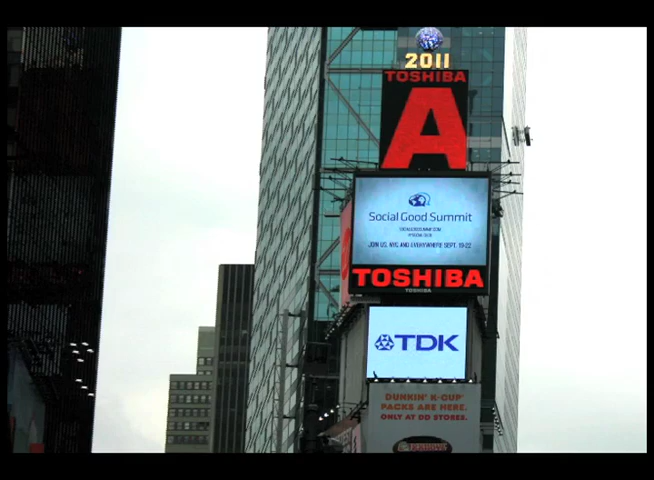 2011
TOSHIBA
A
Social Good Summit
JOIN US, NYC AND EVERYWHERE SEPT. 19-22
TOSHIBA
TOSHIBA
TDK
DUNKIN' K-CUP
PACKS ARE HERE.
ONLY AT DD STORES.